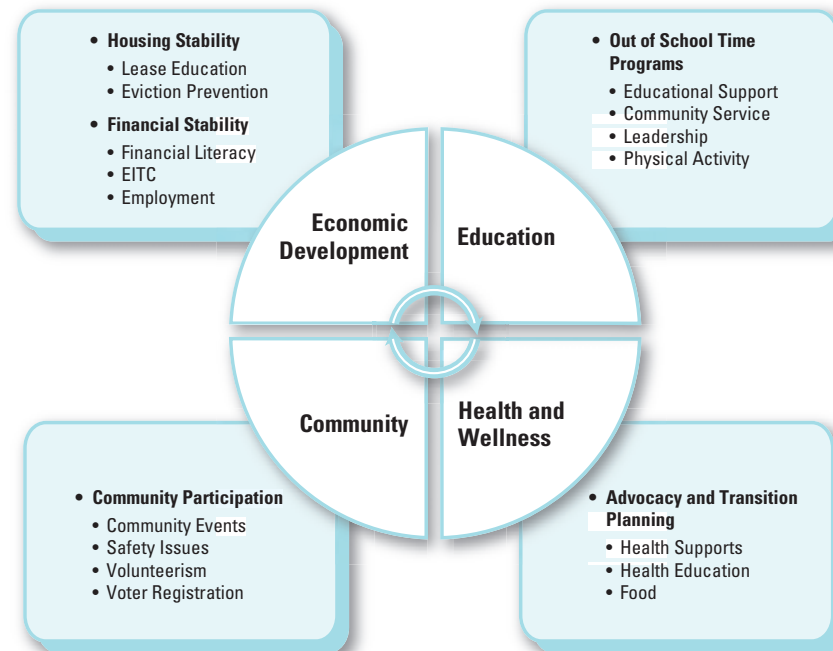 • Housing Stability
• Lease Education
• Eviction Prevention
• Financial Stability
• Financial Literacy
• EITC
• Employment
• Out of School Time
Programs
• Educational Support
• Community Service
• Leadership
• Physical Activity
Economic
Development
Education
Community
Health and
Wellness
• Community Participation
• Community Events
• Safety Issues
• Volunteerism
• Voter Registration
• Advocacy and Transition
Planning
• Health Supports
• Health Education
• Food